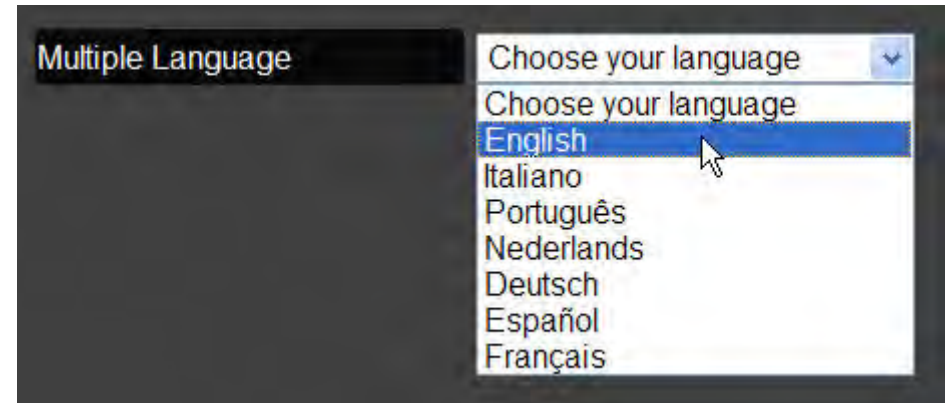 Multiple Language
Choose your language
Choose your language
English
Italiano
Português
Nederlands
Deutsch
Español
Français